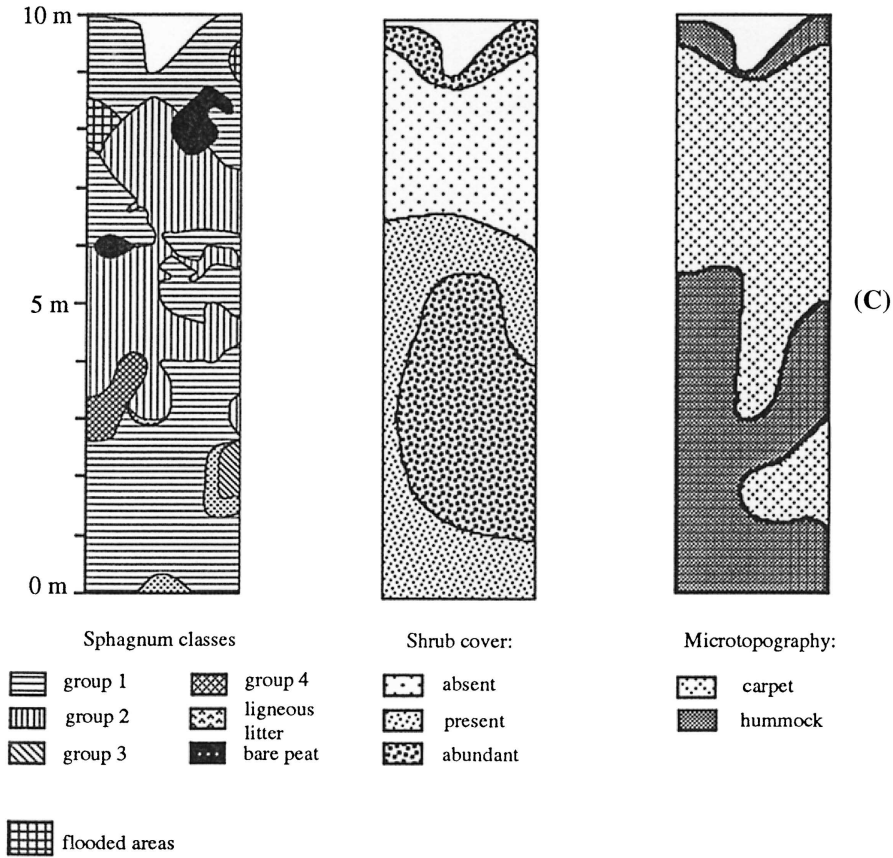 10 m
5 m
0 m
(C)
Sphagnum classes
group 1
group 2
group 3
group 4
ligneous
litter
bare peat
flooded areas
Shrub cover:
absent
present
abundant
Microtopography:
carpet
hummock